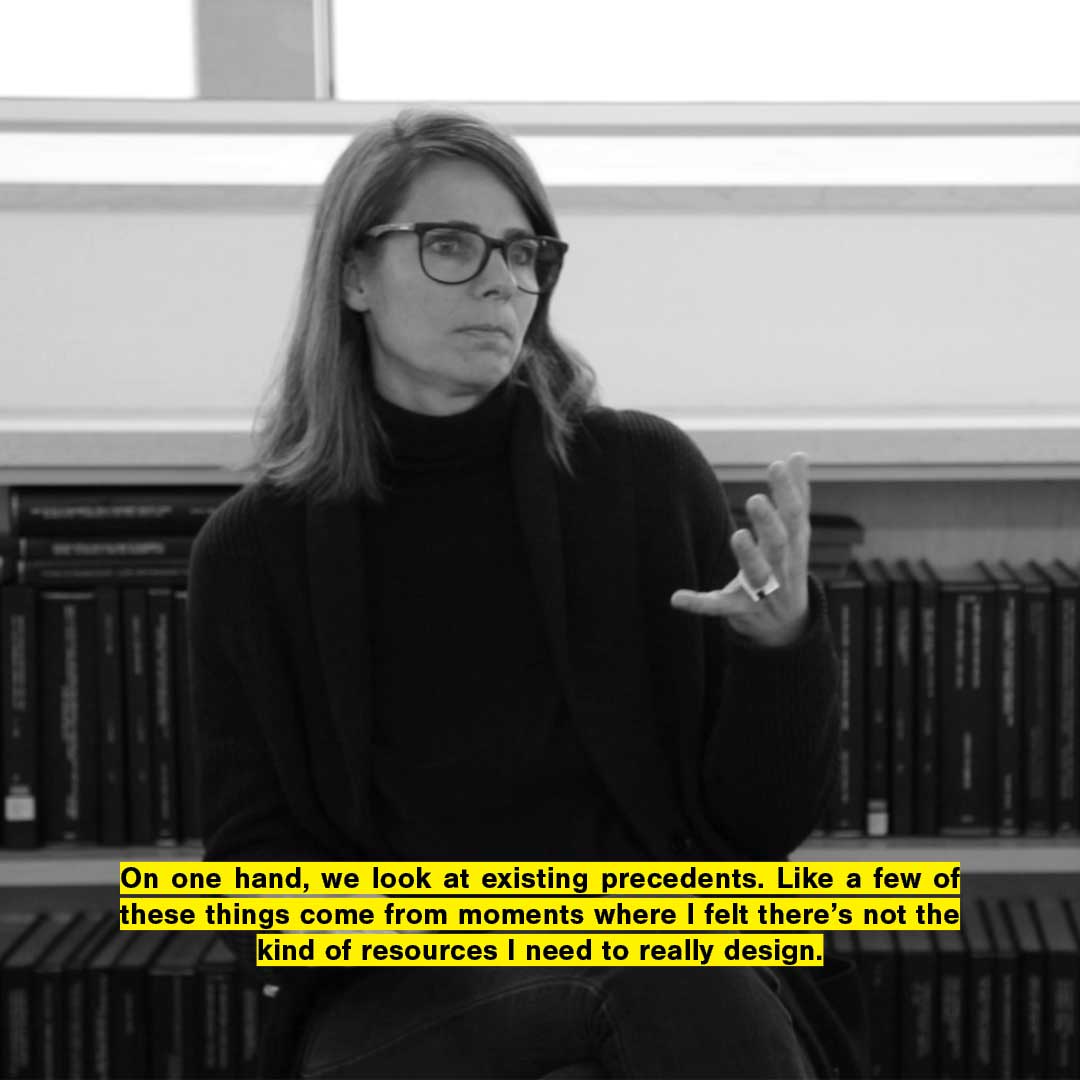 On one hand, we look at existing precedents. Like a few of
these things come from moments where I felt there’s not the
kind of resources I need to really design.